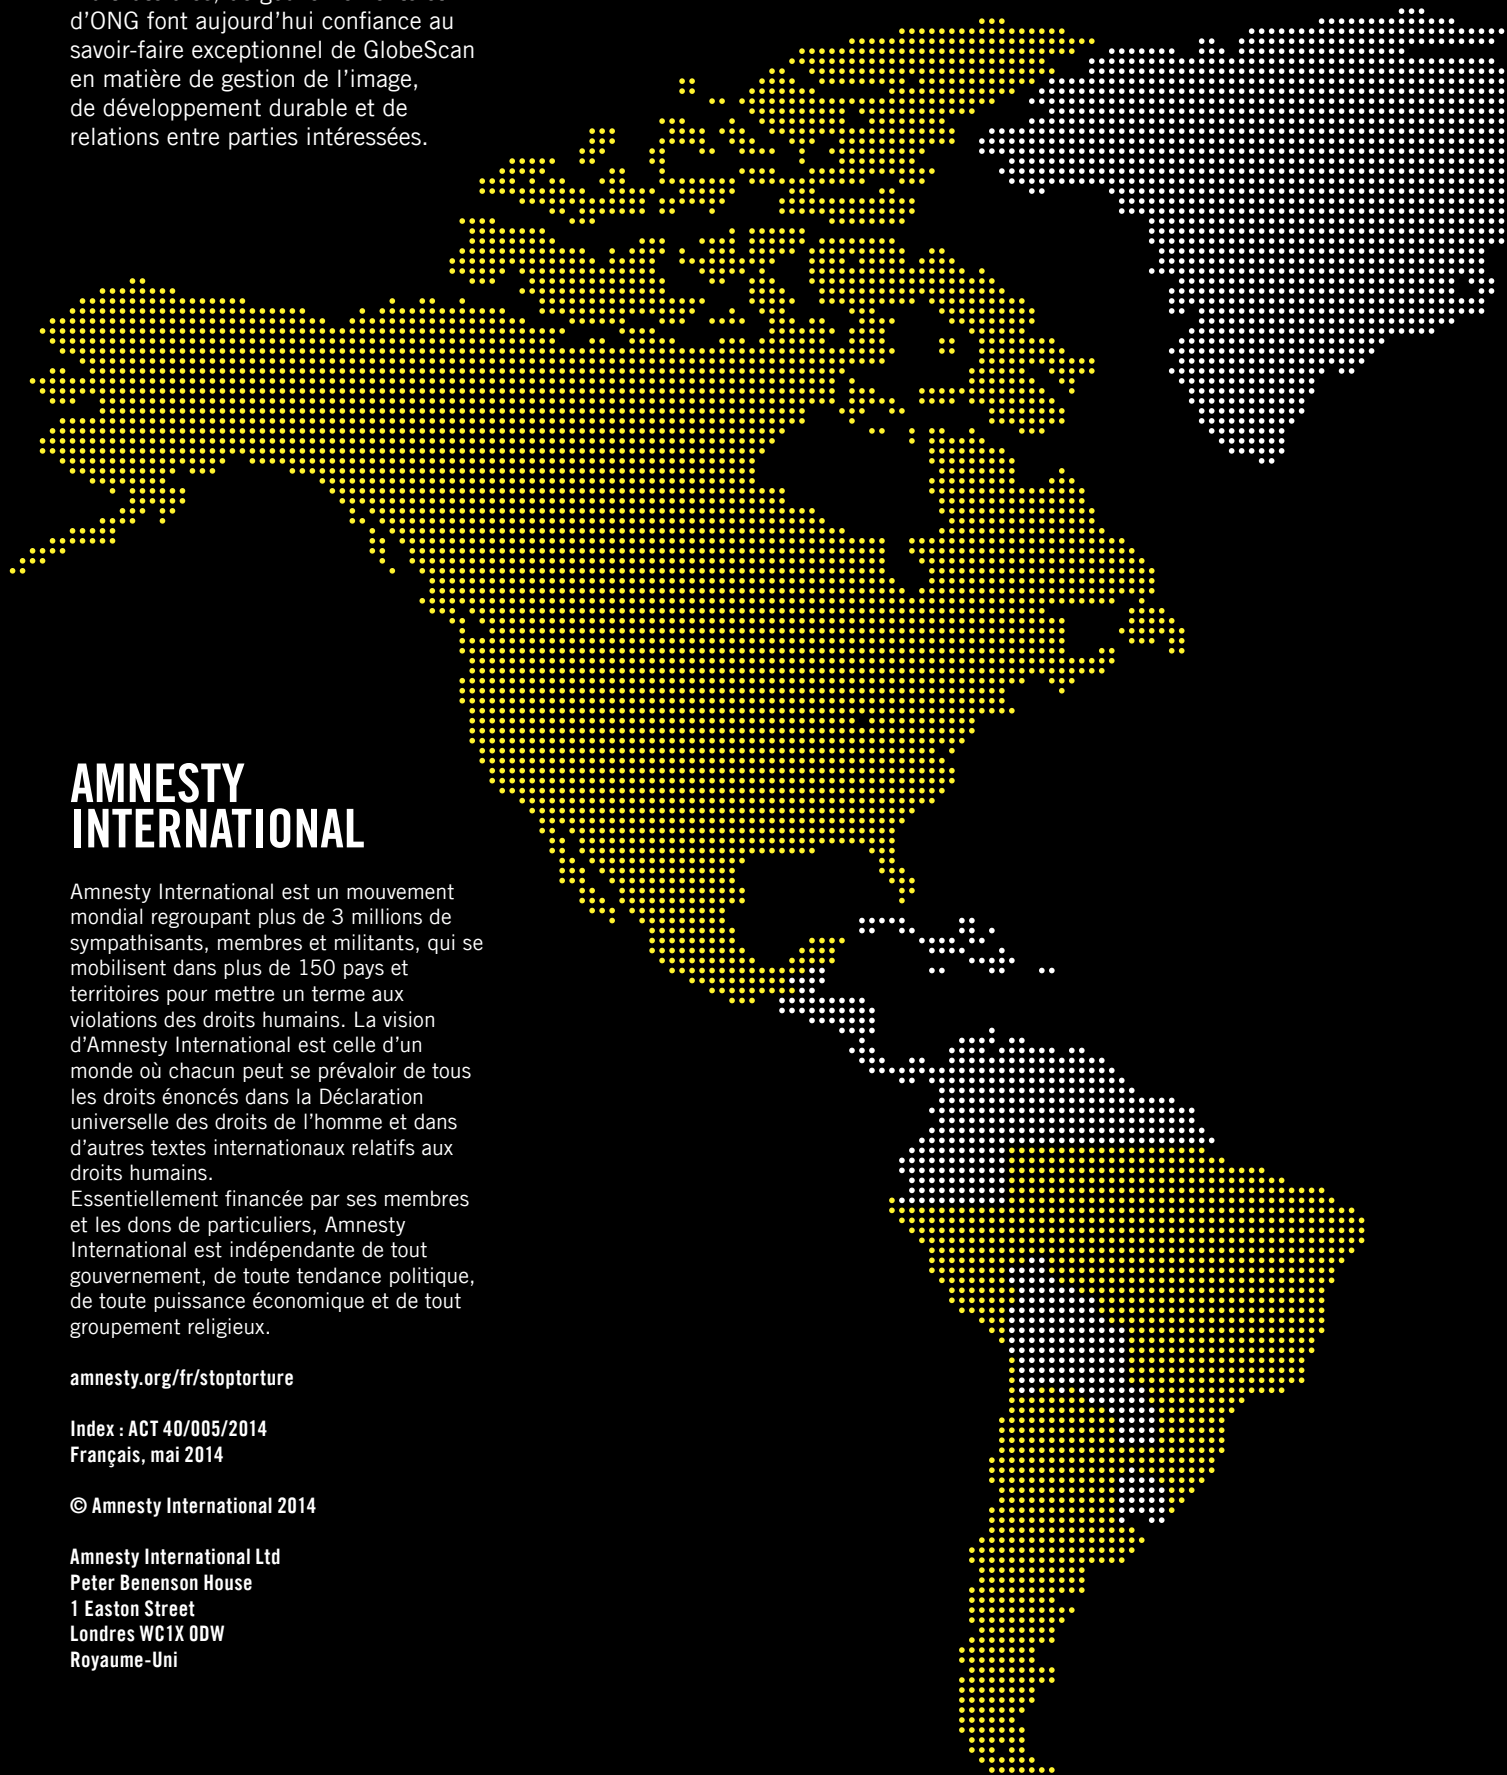 d’ONG font aujourd’hui confiance au
savoir-faire exceptionnel de GlobeScan
en matière de gestion de l’image,
de développement durable et de
relations entre parties intéressées.
AMNESTY
INTERNATIONAL
Amnesty International est un mouvement
mondial regroupant plus de 3 millions de
sympathisants, membres et militants, qui se
mobilisent dans plus de 150 pays et
territoires pour mettre un terme aux
violations des droits humains. La vision
d’Amnesty International est celle d’un
monde où chacun peut se prévaloir de tous
les droits énoncés dans la Déclaration
universelle des droits de l’homme et dans
d’autres textes internationaux relatifs aux
droits humains.
Essentiellement financée par ses membres
et les dons de particuliers, Amnesty
International est indépendante de tout
gouvernement, de toute tendance politique,
de toute puissance économique et de tout
groupement religieux.
amnesty.org/fr/stoptorture
Index : ACT 40/005/2014
Français, mai 2014
© Amnesty International 2014
Amnesty International Ltd
Peter Benenson House
1 Easton Street
Londres WC1X 0DW
Royaume-Uni